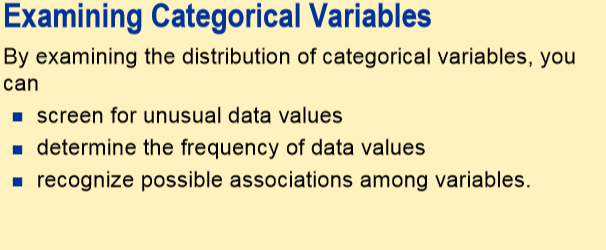 Examining Categorical Variables
By examining the distribution of categorical variables, you
can
screen for unusual data values
determine the frequency of data values
recognize possible associations among variables.